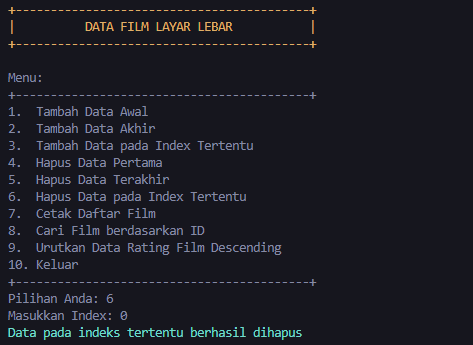 +------------------------------------------+
|          DATA FILM LAYAR LEBAR           |
+------------------------------------------+
Menu:
+------------------------------------------+
1.  Tambah Data Awal
2.  Tambah Data Akhir
3.  Tambah Data pada Index Tertentu
4.  Hapus Data Pertama
5.  Hapus Data Terakhir
6.  Hapus Data pada Index Tertentu
7.  Cetak Daftar Film
8.  Cari Film berdasarkan ID
9.  Urutkan Data Rating Film Descending
10. Keluar
+------------------------------------------+
Pilihan Anda: 6
Masukkan Index: 0
Data pada indeks tertentu berhasil dihapus